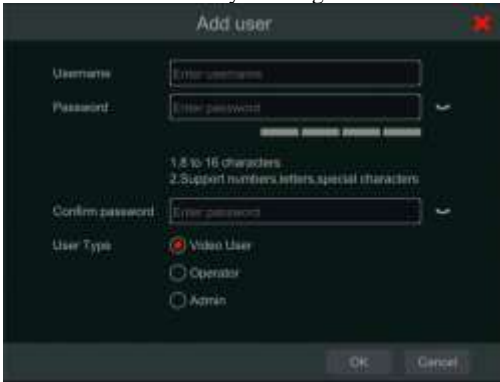 Add user
Username
Enter username
Password
Enter password
1.8 to 16 characters
2.Support numbers,letters,special characters
Confirm password
Enter password
User Type
Video User
Operator
Admin
OK
Cancel